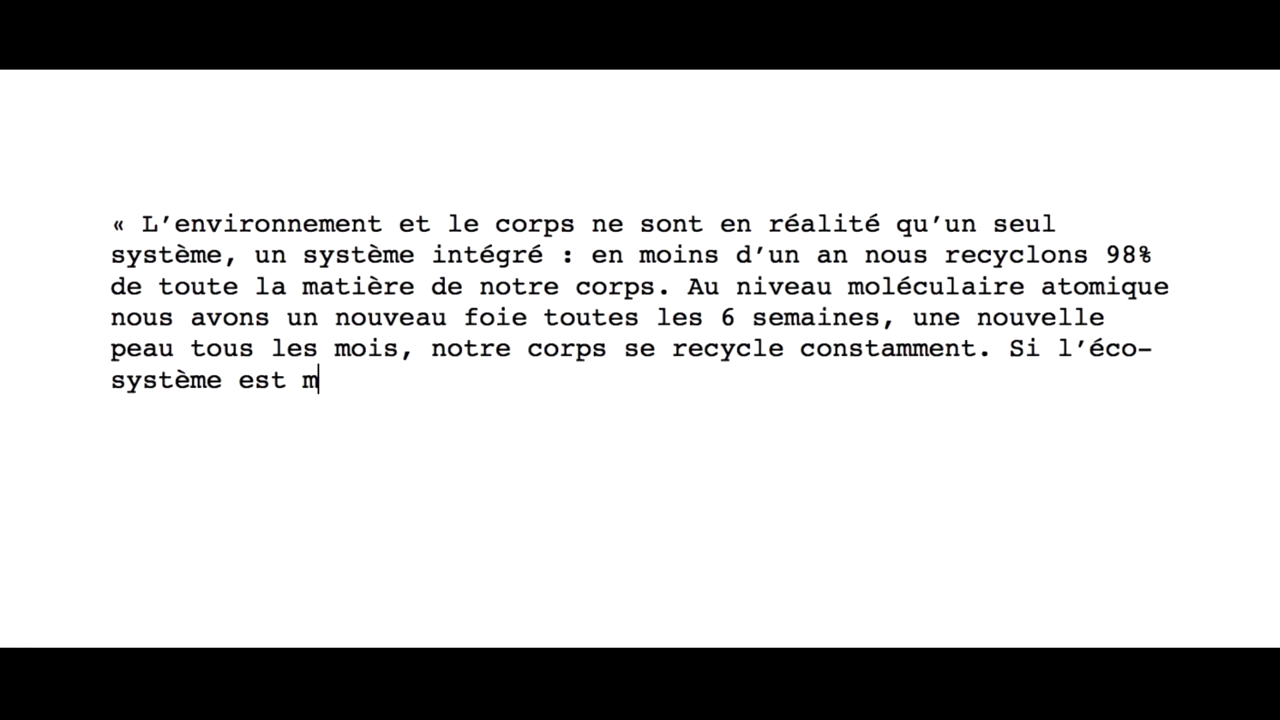 « L’environnement et le corps ne sont en réalité qu’un seul
système, un système intégré : en moins d’un an nous recyclons 98%
de toute la matière de notre corps. Au niveau moléculaire atomique
nous avons un nouveau foie toutes les 6 semaines, une nouvelle
peau tous les mois, notre corps se recycle constamment. Si l’éco-
système est m